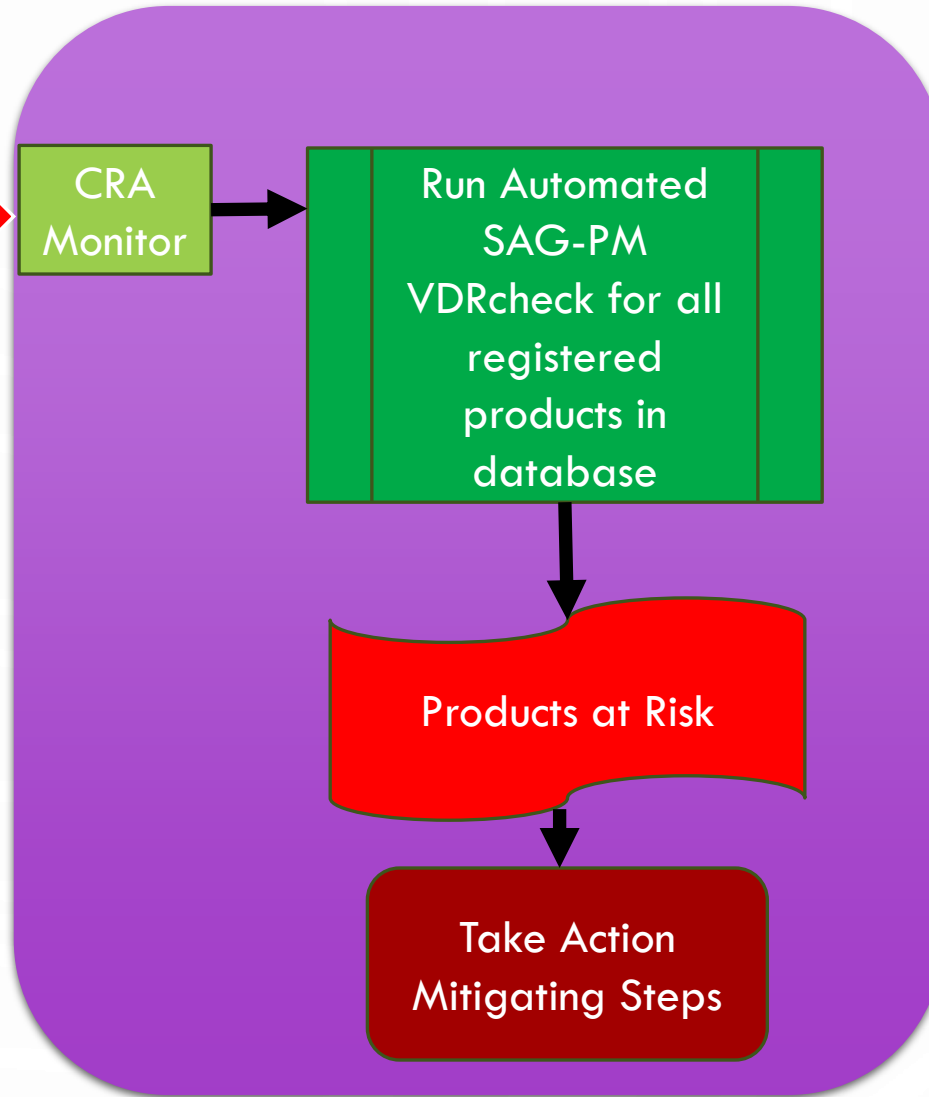 CRA
Monitor
Run Automated
SAG-PM
VDRcheck for all
registered
products in
database
Products at Risk
Take Action
Mitigating Steps